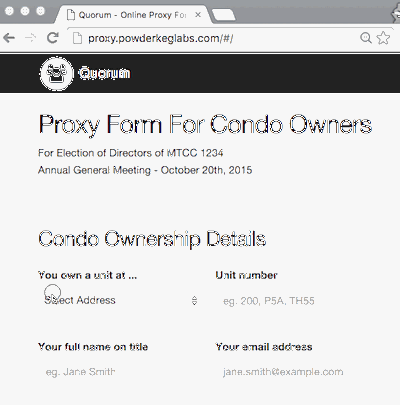 Quorum - Online Proxy For
proxy.powderkeglabs.com/#/
Quorum
Proxy Form For Condo Owners
For Election of Directors of MTCC 1234
Annual General Meeting - October 20th, 2015
Condo Ownership Details
You own a unit at ... Unit number
Select Address eg. 200, P5A, TH55
Your full name on title Your email address
eg. Jane Smith jane.smith@example.com